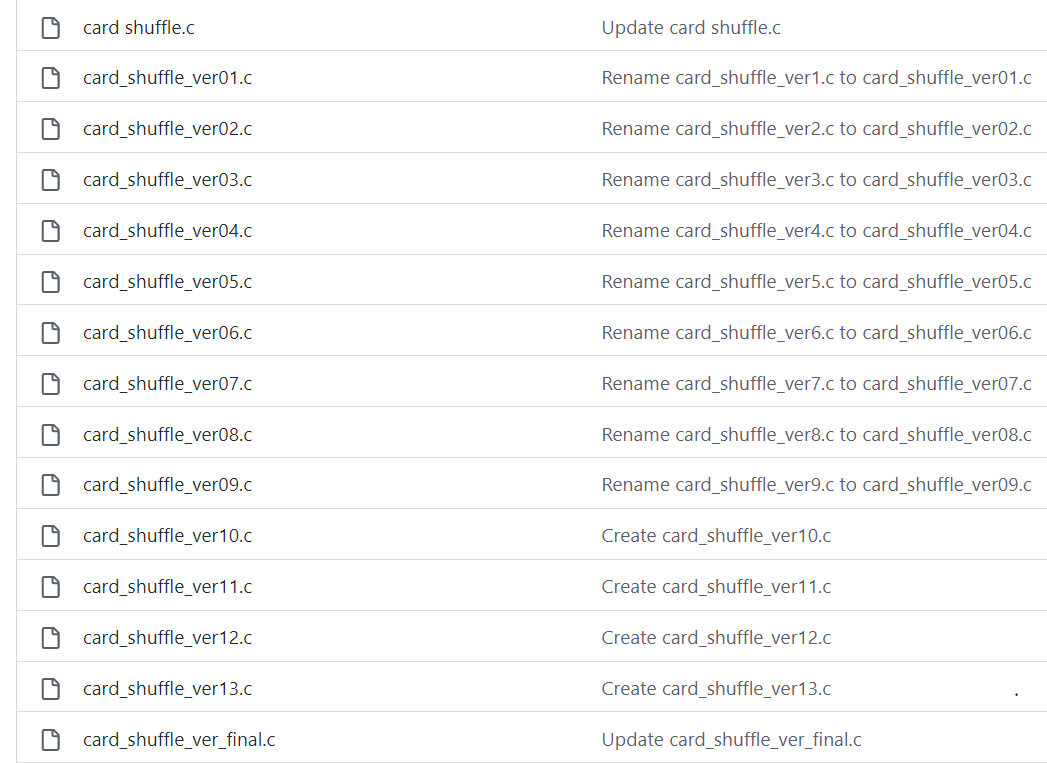 card shuffle.c Update card shuffle.c
card_shuffle_ver01.c Rename card_shuffle_ver1.c to card_shuffle_ver01.c
card_shuffle_ver02.c Rename card_shuffle_ver2.c to card_shuffle_ver02.c
card_shuffle_ver03.c Rename card_shuffle_ver3.c to card_shuffle_ver03.c
card_shuffle_ver04.c Rename card_shuffle_ver4.c to card_shuffle_ver04.c
card_shuffle_ver05.c Rename card_shuffle_ver5.c to card_shuffle_ver05.c
card_shuffle_ver06.c Rename card_shuffle_ver6.c to card_shuffle_ver06.c
card_shuffle_ver07.c Rename card_shuffle_ver7.c to card_shuffle_ver07.c
card_shuffle_ver08.c Rename card_shuffle_ver8.c to card_shuffle_ver08.c
card_shuffle_ver09.c Rename card_shuffle_ver9.c to card_shuffle_ver09.c
card_shuffle_ver10.c Create card_shuffle_ver10.c
card_shuffle_ver11.c Create card_shuffle_ver11.c
card_shuffle_ver12.c Create card_shuffle_ver12.c
card_shuffle_ver13.c Create card_shuffle_ver13.c .
card_shuffle_ver_final.c Update card_shuffle_ver_final.c